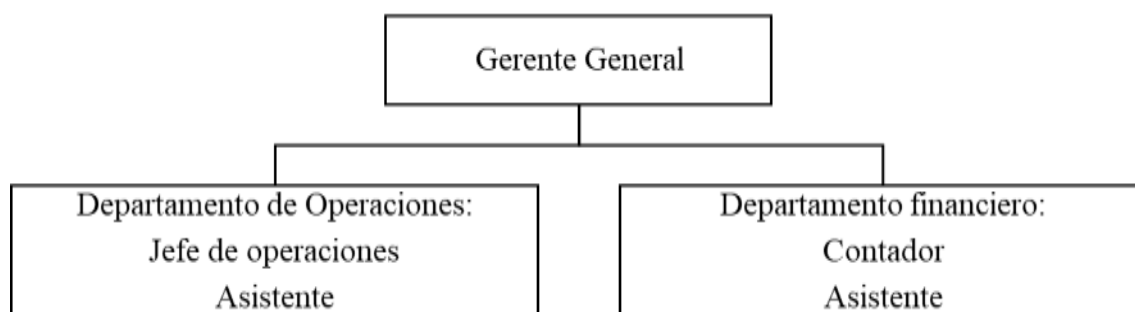 Gerente General
Departamento de Operaciones:
Jefe de operaciones
Asistente
Departamento financiero:
Contador
Asistente